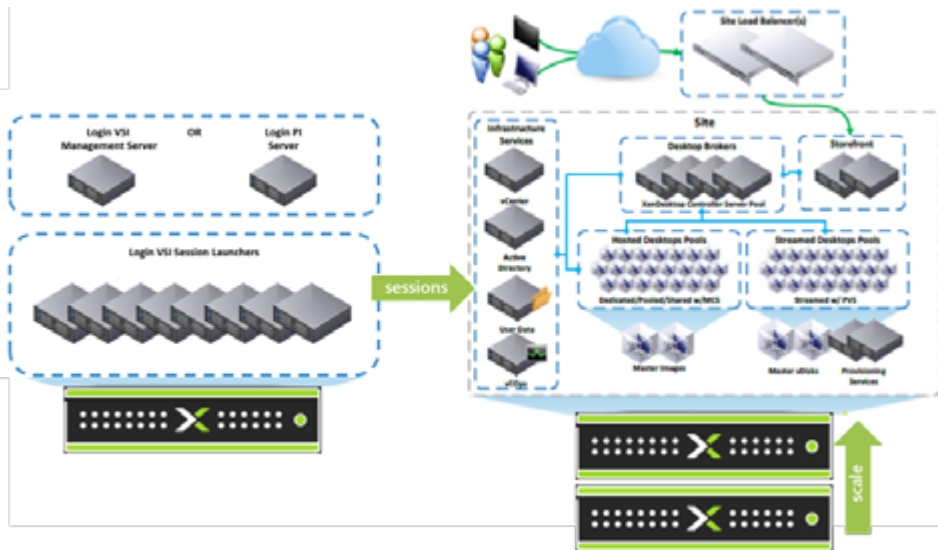 Site Load Balancer(s)
Login VSI
Management Server
OR
Login PI
Server
Login VSI Session Launchers
sessions
Site
Infrastructure
Services
vCenter
Active
Directory
User Data
Desktop Brokers
XenDesktop Controller Server Pool
Storefront
Hosted Desktops Pools
Dedicated/Pooled/Shared w/MCS
Master Images
Streamed Desktops Pools
Streamed w/ PVS
Master vDisks
Provisioning
Services
scale